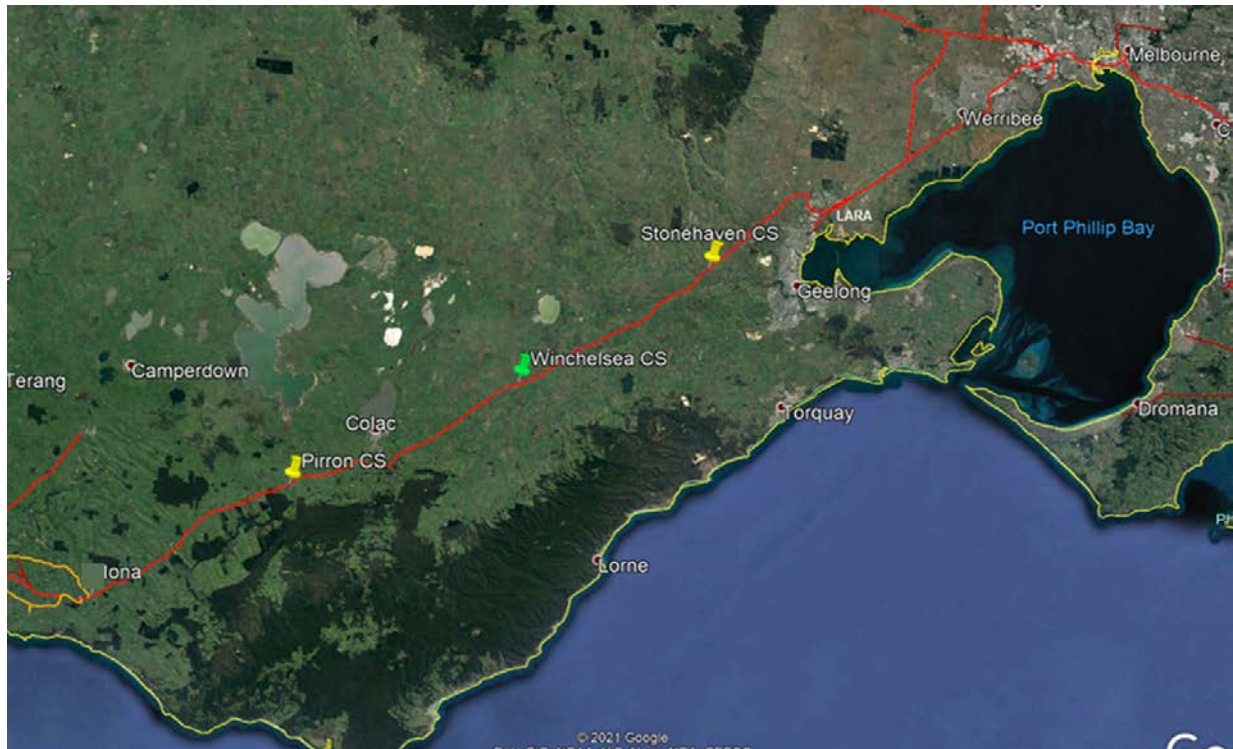 Melbourne
Werribee
LARA
Stonehaven CS
Port Phillip Bay
Geelong
Winchelsea CS
Camperdown
Terang
Torquay
Dromana
Colac
Pirron CS
Iona
Lorne
© 2021 Google